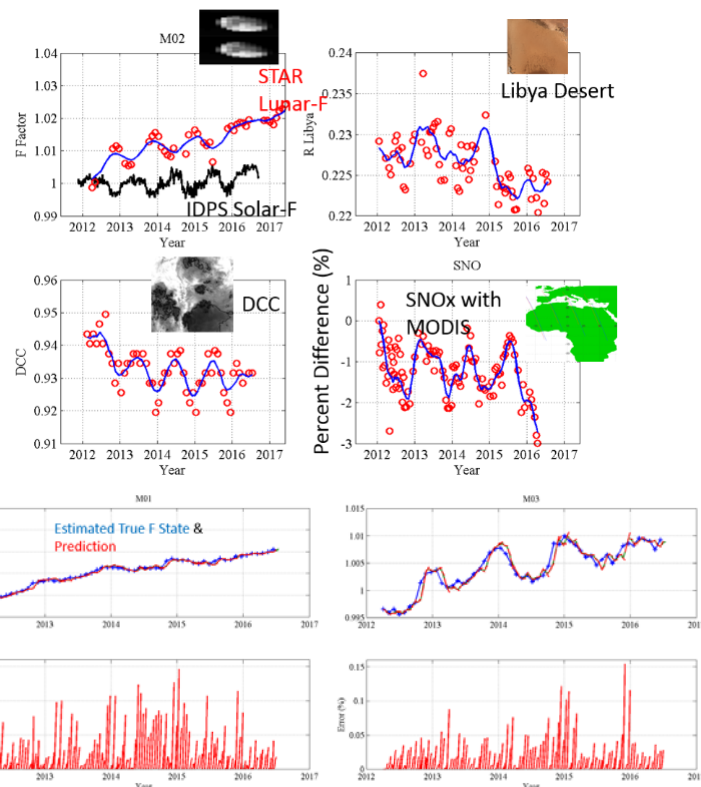 M02
STAR
Lunar-F
IDPS Solar-F
F Factor
1.04
1.03
1.02
1.01
1
0.99
2012 2013 2014 2015 2016 2017
Year
Libya Desert
R Libya
0.24
0.235
0.23
0.225
0.22
2012 2013 2014 2015 2016 2017
Year
DCC
DCC
0.96
0.95
0.94
0.93
0.92
0.91
2012 2013 2014 2015 2016 2017
Year
SNO
SNOx with
MODIS
Percent Difference (%)
1
0
-1
-2
-3
2012 2013 2014 2015 2016 2017
Year
M01
Estimated True F State &
Prediction
2013 2014 2015 2016 2017
M03
1.015
1.01
1.005
1
0.995
2012 2013 2014 2015 2016
2013 2014 2015 2016 2017
Year
Error (%)
0.15
0.1
0.05
0
2012 2013 2014 2015 2016
Year